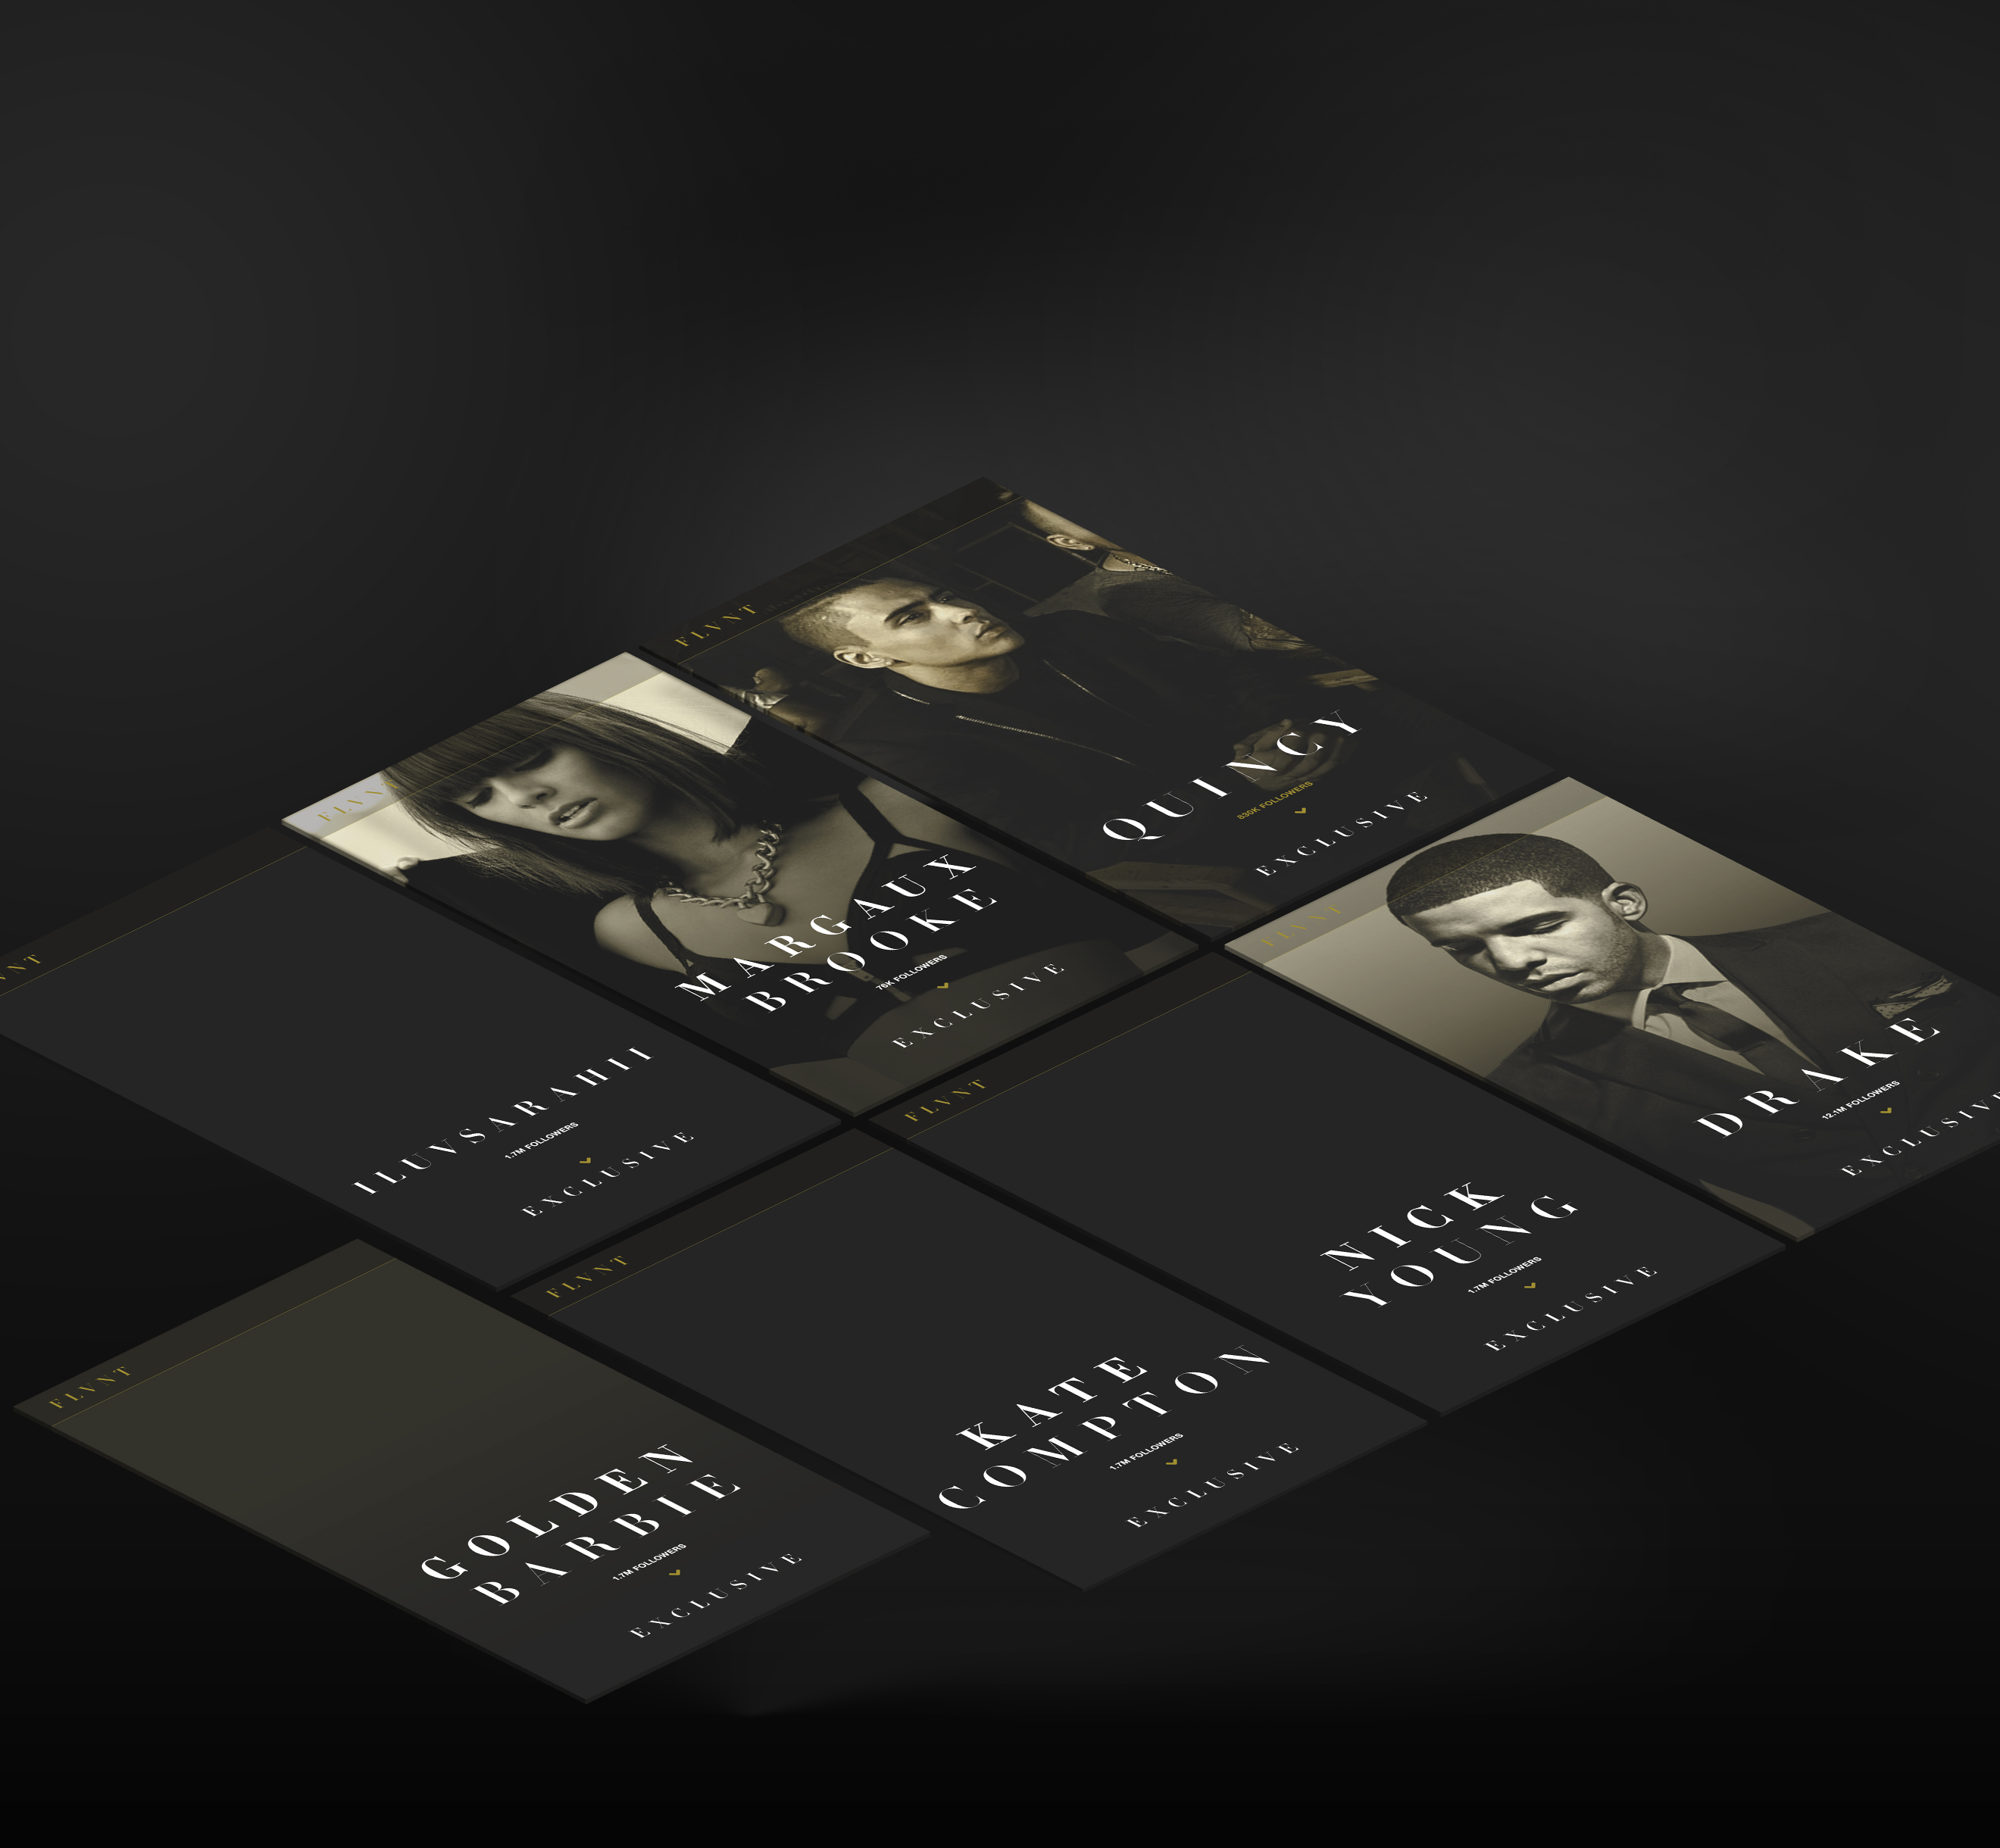 FLVNT
QUINCY
830K FOLLOWERS
EXCLUSIVE
FLVNT
MARGAUX
BROOKE
76K FOLLOWERS
EXCLUSIVE
FLVNT
DRAKE
12.1M FOLLOWERS
EXCLUSIVE
ILUVSARAHII
1.7M FOLLOWERS
EXCLUSIVE
FLVNT
NICK
YOUNG
1.7M FOLLOWERS
EXCLUSIVE
FLVNT
KATE
COMPTON
1.7M FOLLOWERS
EXCLUSIVE
FLVNT
GOLDEN
BARBIE
1.7M FOLLOWERS
EXCLUSIVE